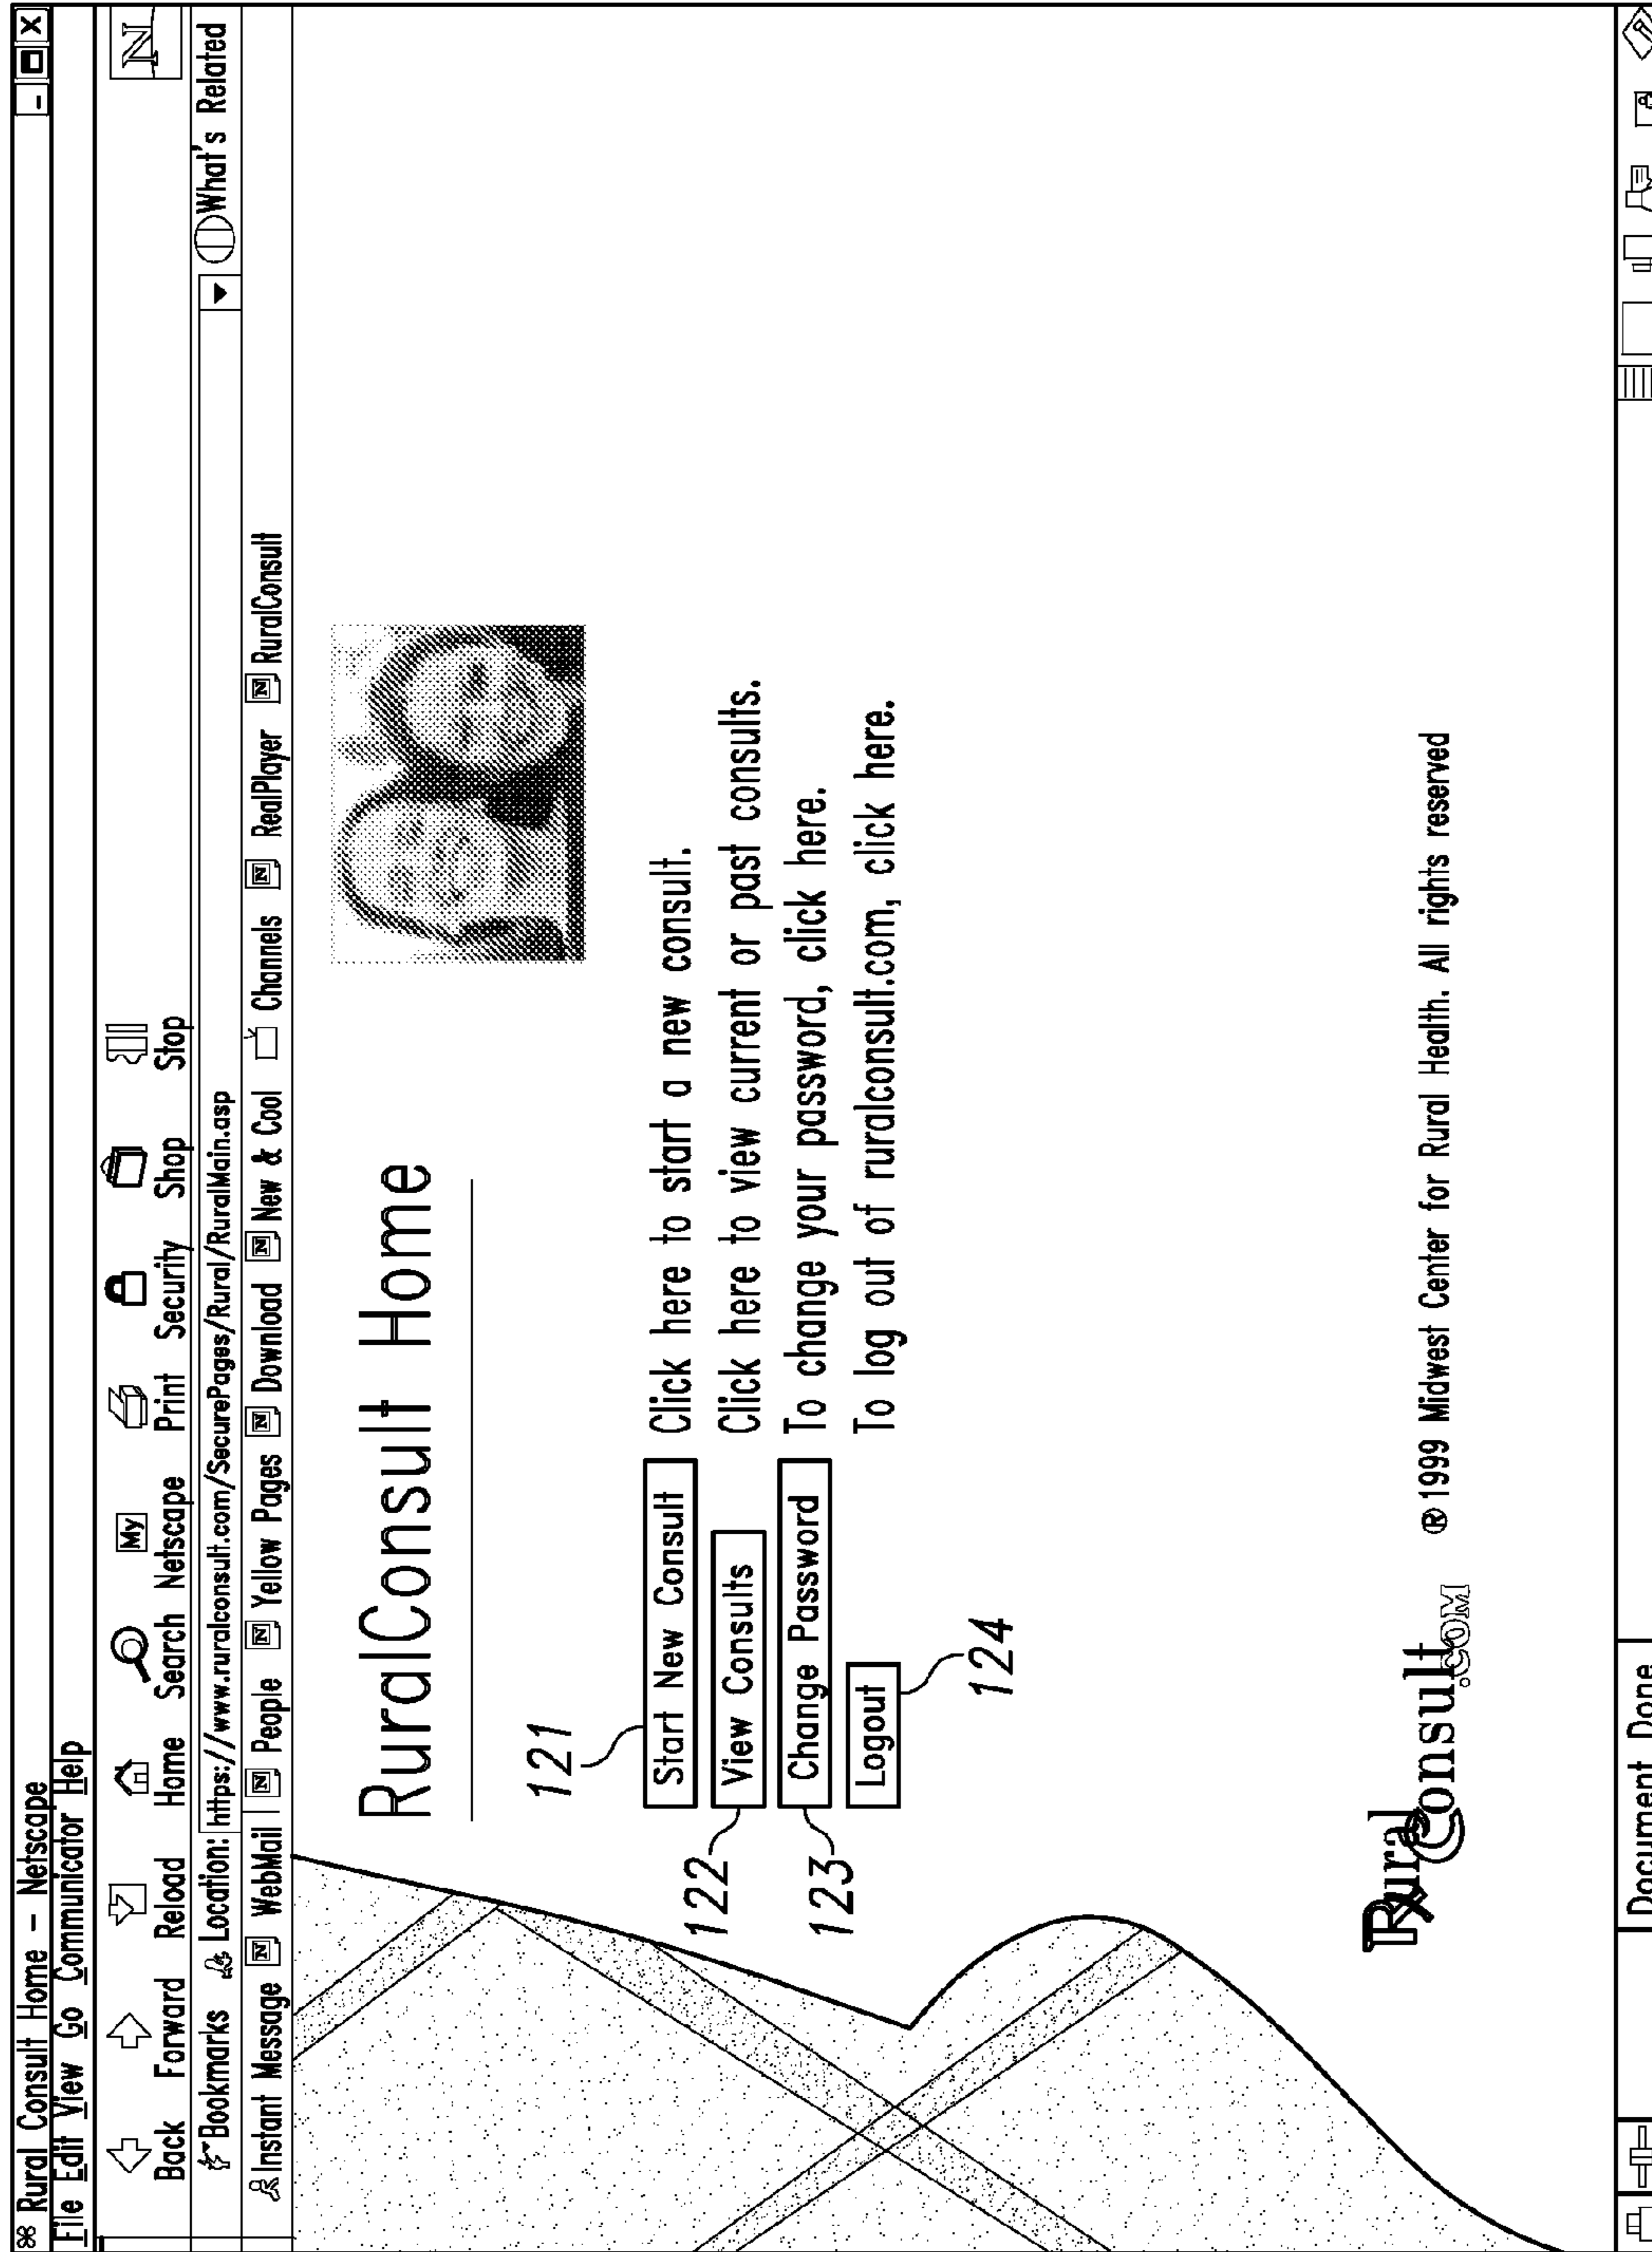 Rural Consult Home - Netscape
File Edit View Go Communicator Help
N
Back Forward Reload Home Search Netscape Print Security Shop Stop
My
Bookmarks Location: https://www.ruralconsult.com/SecurePages/Rural/RuralMain.asp What's Related
Instant Message N WebMail N People N Yellow Pages N Download N New & Cool Channels N RealPlayer N RuralConsult
RuralConsult Home
121
Start New Consult Click here to start a new consult.
122 View Consults Click here to view current or past consults.
123 Change Password To change your password, click here.
Logout To log out of ruralconsult.com, click here.
124
Rural
Consult
.COM
®1999 Midwest Center for Rural Health. All rights reserved
Document Done